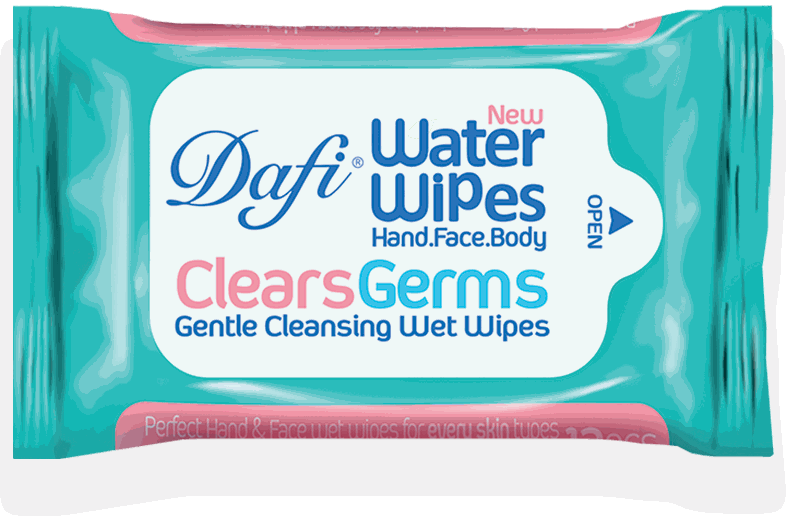 New
Dafi® Water
Wipes
Hand.Face.Body
OPEN
ClearsGerms
Gentle Cleansing Wet Wipes
Perfect Hand & Face wet wipes for every skin types 12pcs